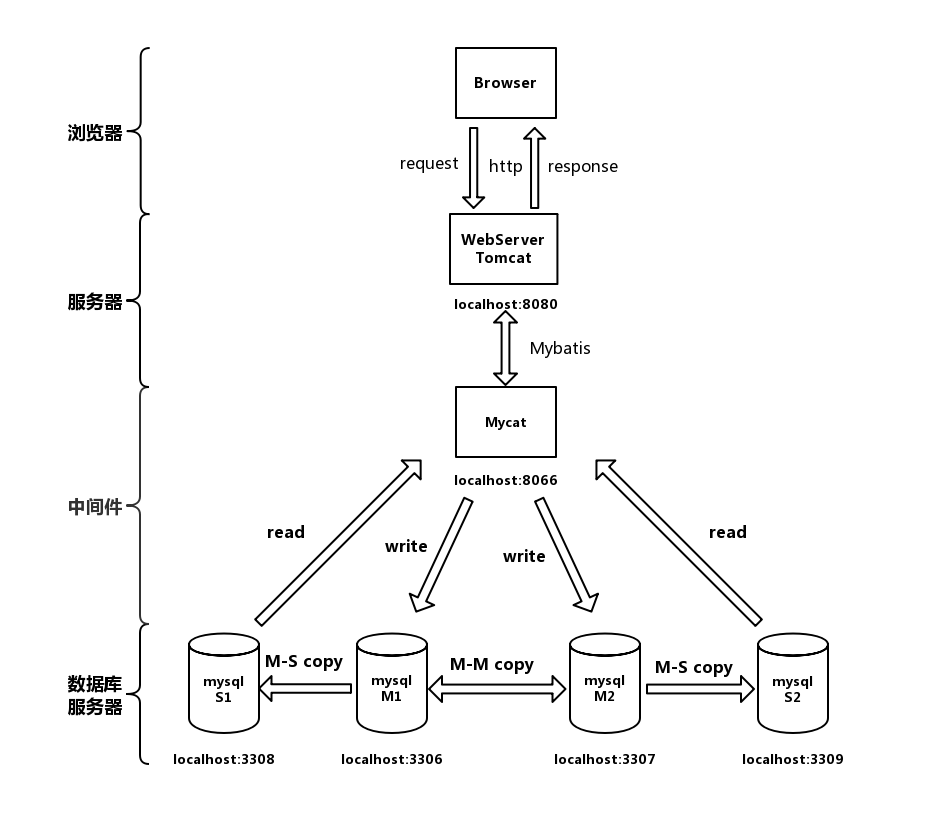 Browser
浏览器
request
http
response
WebServer
Tomcat
服务器
localhost:8080
Mybatis
Mycat
localhost:8066
中间件
read
write
write
read
数据库
服务器
mysql
S1
M-S copy
mysql
M1
M-M copy
mysql
M2
M-S copy
mysql
S2
localhost:3308
localhost:3306
localhost:3307
localhost:3309